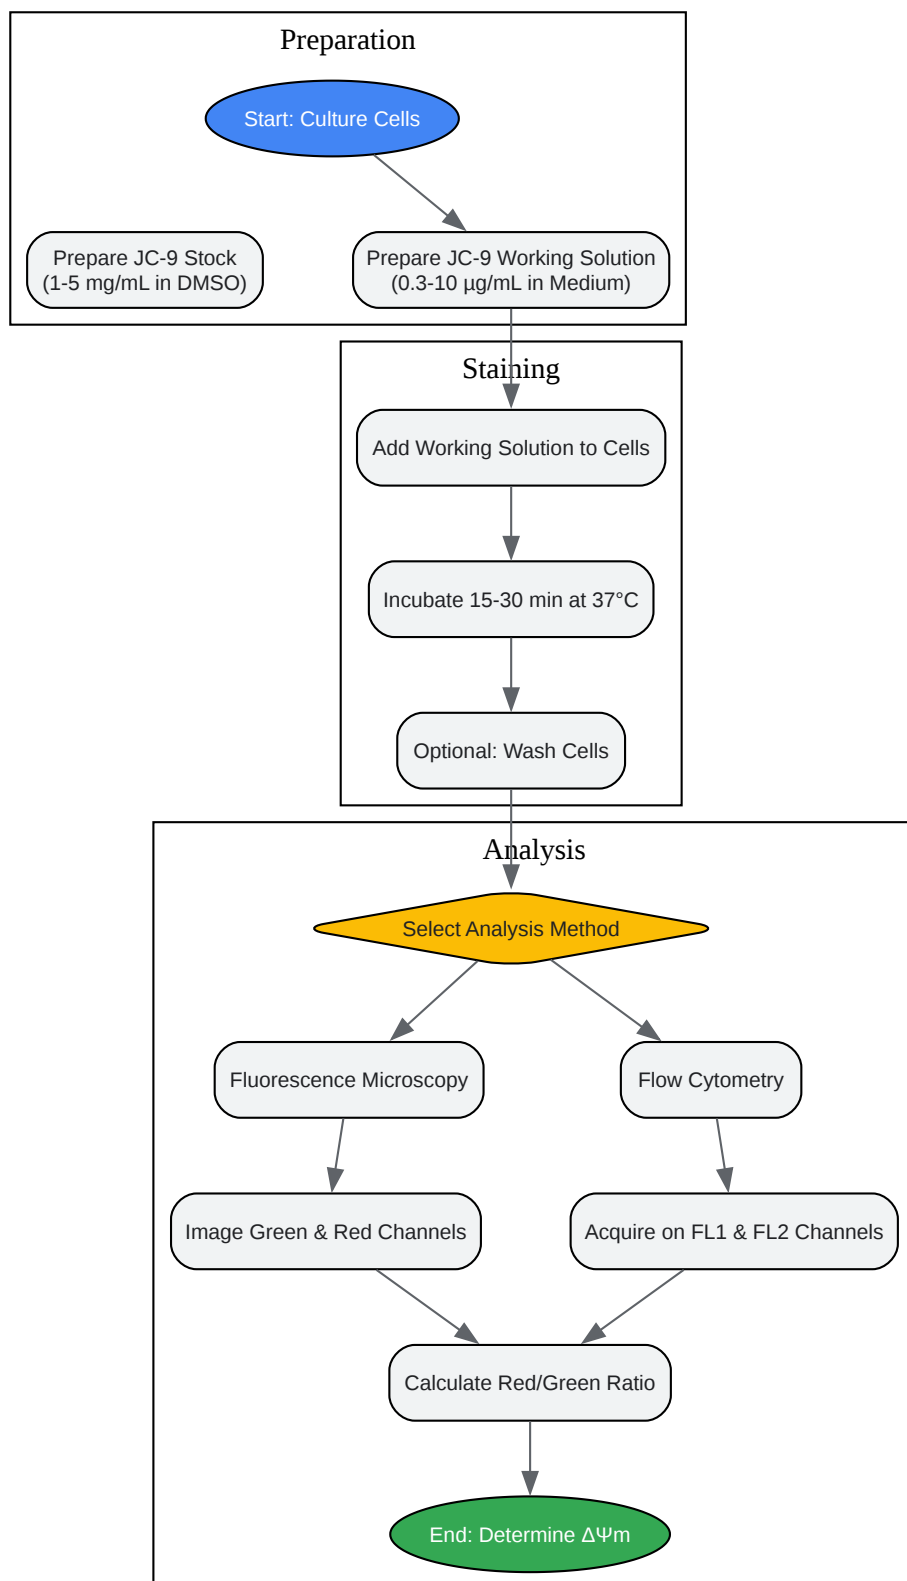 Preparation
Start: Culture Cells
Prepare JC-9 Stock
(1-5 mg/mL in DMSO)
Prepare JC-9 Working Solution
(0.3-10 µg/mL in Medium)
Staining
Add Working Solution to Cells
Incubate 15-30 min at 37°C
Optional: Wash Cells
Analysis
Select Analysis Method
Fluorescence Microscopy
Flow Cytometry
Image Green & Red Channels
Acquire on FL1 & FL2 Channels
Calculate Red/Green Ratio
End: Determine ΔΨm